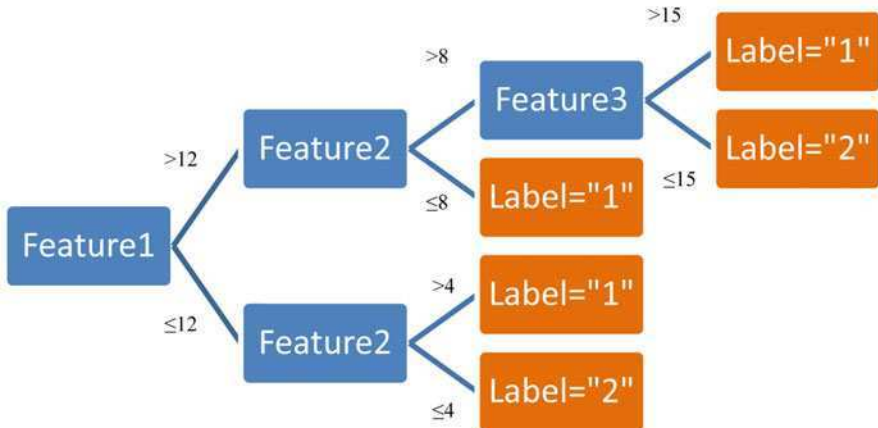 >15
Label="1"
>8
Feature3
Feature2
Label="2"
>12
≤15
≤8
Label="1"
Feature1
>4
Label="1"
≤12
Feature2
Label="2"
≤4